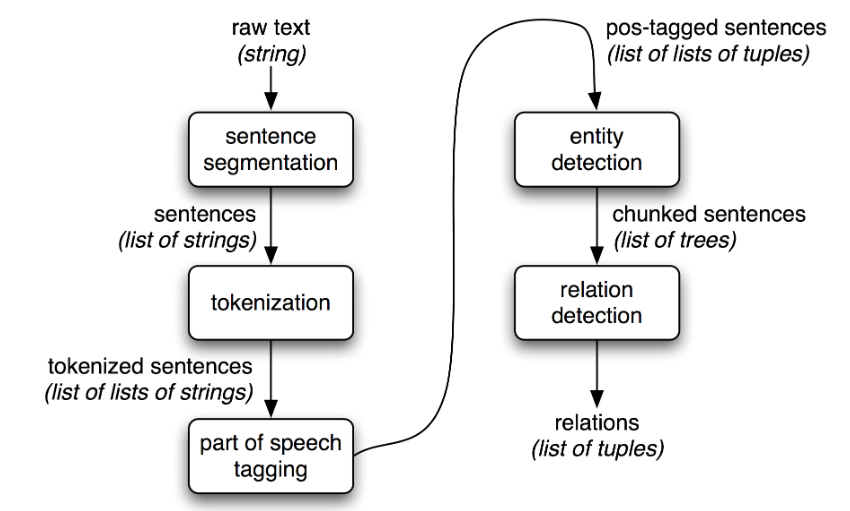 raw text
(string)
sentence
segmentation
sentences
(list of strings)
tokenization
tokenized sentences
(list of lists of strings)
part of speech
tagging
pos-tagged sentences
(list of lists of tuples)
entity
detection
chunked sentences
(list of trees)
relation
detection
relations
(list of tuples)